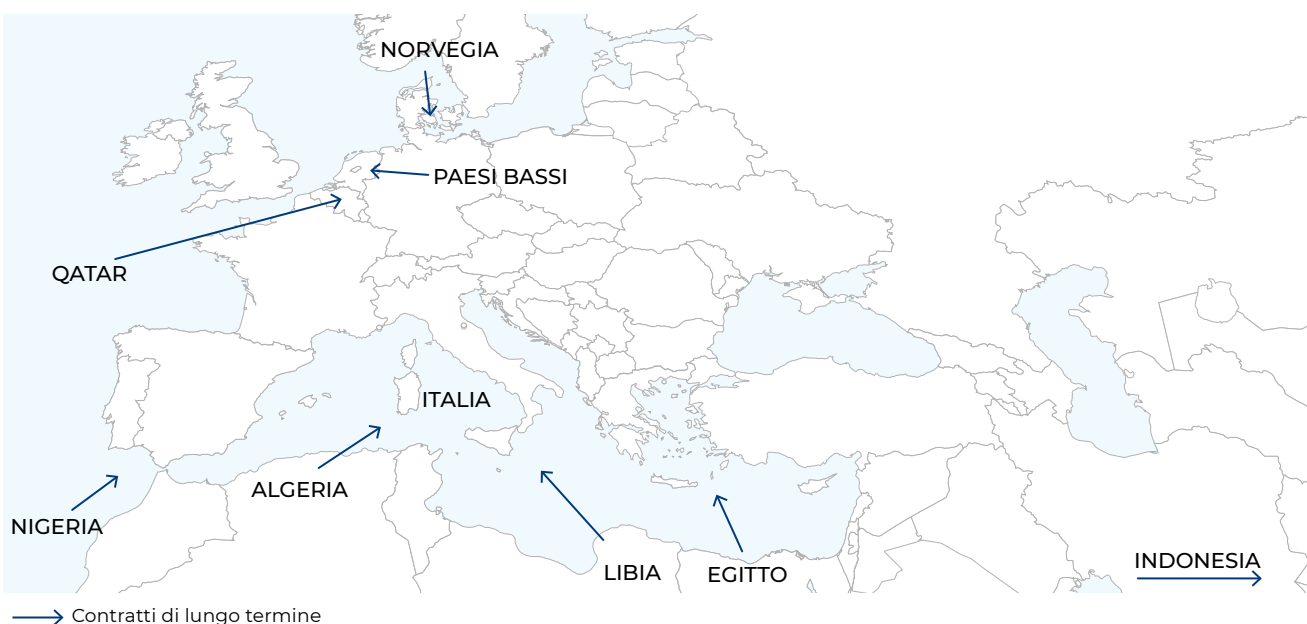 NORVEGIA
PAESI BASSI
QATAR
ITALIA
ALGERIA
NIGERIA
LIBIA
EGITTO
INDONESIA
Contratti di lungo termine